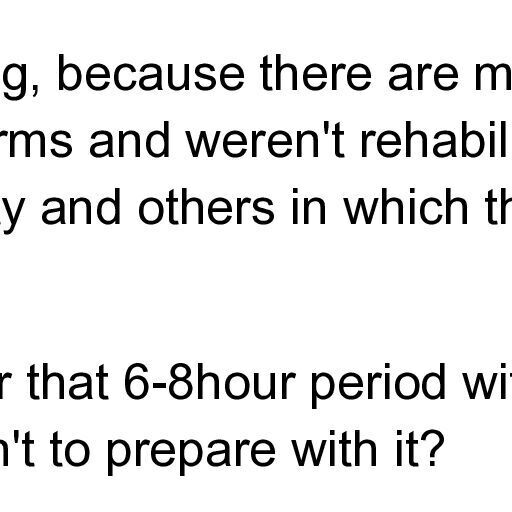 g, because there are m
rms and weren't rehabil
y and others in which th
r that 6-8hour period wi
n't to prepare with it?